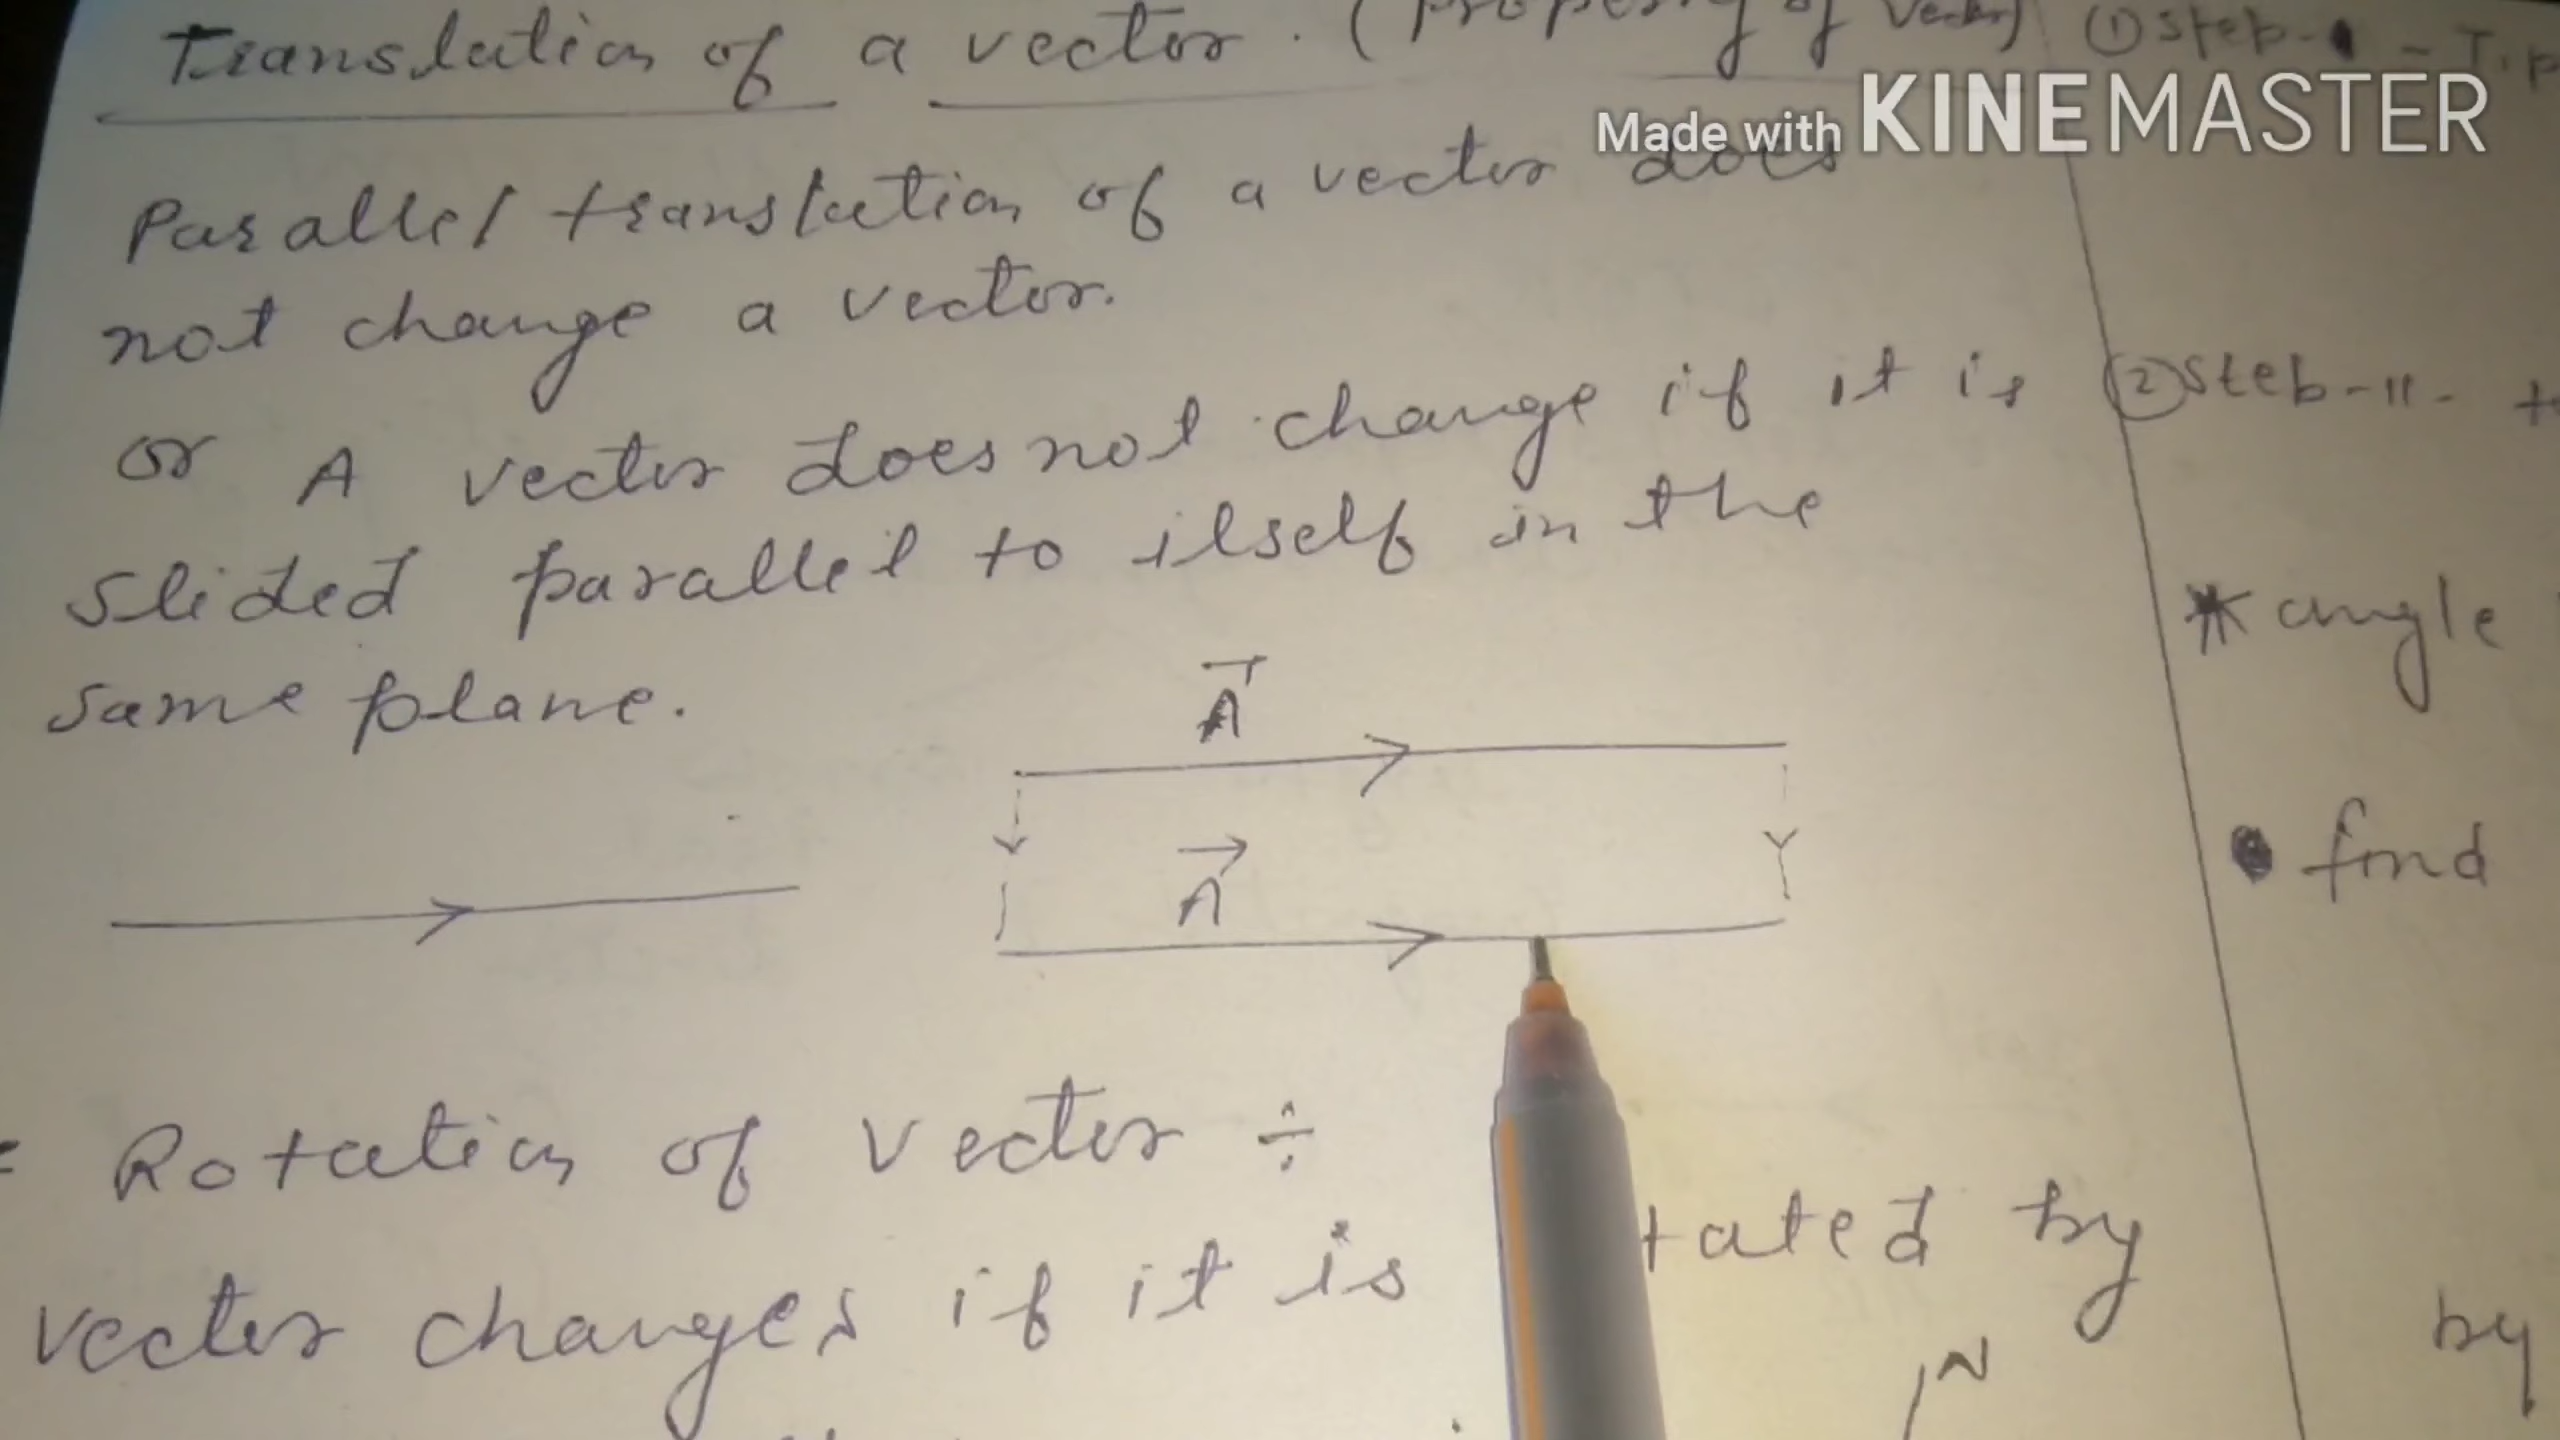 Translation of a vector. (Property of vector)
Made with KINEMASTER
Parallel translation of a vector does
not change a vector.
or A vector does not change if it is
slided parallel to itself in the
same plane.
A
A
Rotation of vector ÷
vector changes if it is tated by
N
① Steb-
② Steb-II-
* angle
find
by